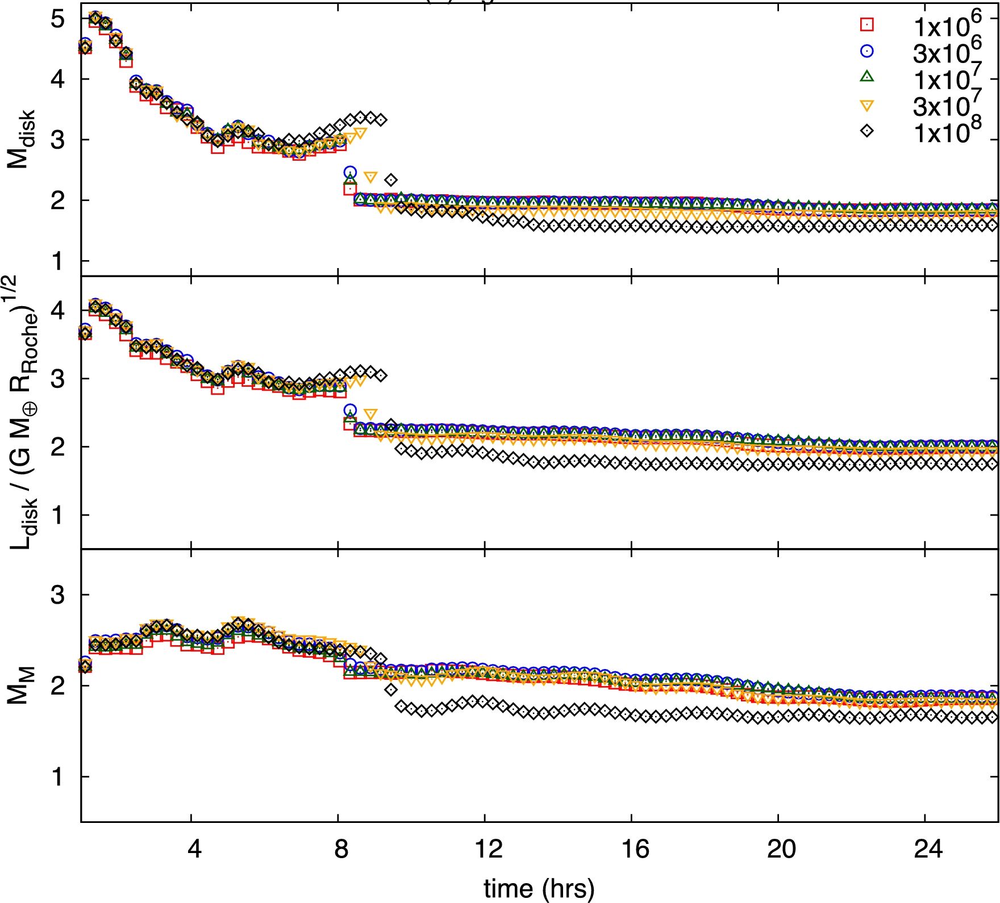 5
4
3
2
1
M_disk
1x10^6
3x10^6
1x10^7
3x10^7
1x10^8
4
3
2
1
L_disk / (G M_⊕ R_Roche)^1/2
3
2
1
M_M
4 8 12 16 20 24
time (hrs)